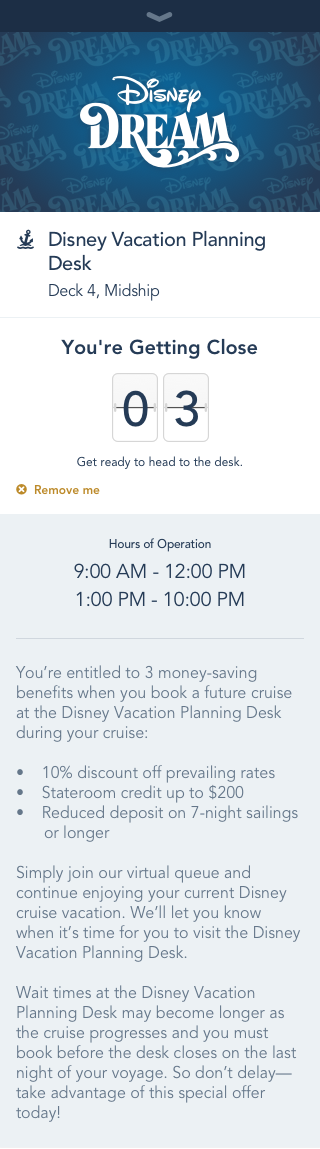 Disney
DREAM
Disney Vacation Planning
Desk
Deck 4, Midship
You're Getting Close
0 3
Get ready to head to the desk.
Remove me
Hours of Operation
9:00 AM - 12:00 PM
1:00 PM - 10:00 PM
You’re entitled to 3 money-saving
benefits when you book a future cruise
at the Disney Vacation Planning Desk
during your cruise:
• 10% discount off prevailing rates
• Stateroom credit up to $200
• Reduced deposit on 7-night sailings
or longer
Simply join our virtual queue and
continue enjoying your current Disney
cruise vacation. We’ll let you know
when it’s time for you to visit the Disney
Vacation Planning Desk.
Wait times at the Disney Vacation
Planning Desk may become longer as
the cruise progresses and you must
book before the desk closes on the last
night of your voyage. So don’t delay—
take advantage of this special offer
today!